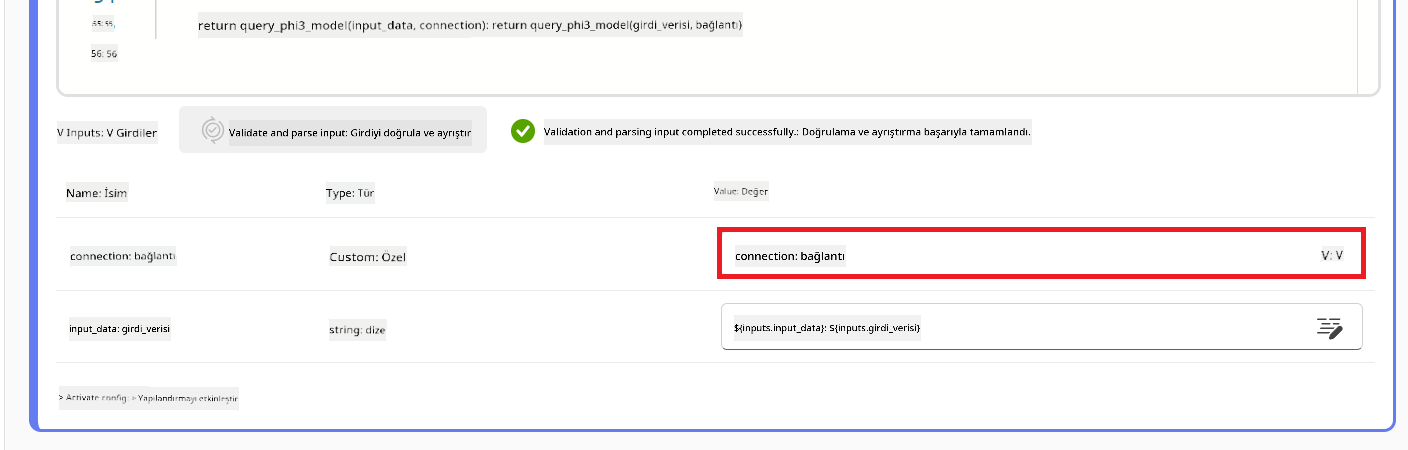 55: 55,
return query_phi3_model(input_data, connection): return query_phi3_model(girdi_verisi, bağlantı)
56: 56
V Inputs: V Girdiler
Validate and parse input: Girdiyi doğrula ve ayrıştır
Validation and parsing input completed successfully.: Doğrulama ve ayrıştırma başarıyla tamamlandı.
Name: İsim
Type: Tür
Value: Değer
connection: bağlantı
Custom: Özel
connection: bağlantı
V: V
input_data: girdi_verisi
string: dize
${inputs.input_data}: ${inputs.girdi_verisi}
> Activate config: > Yapılandırmayı etkinleştir